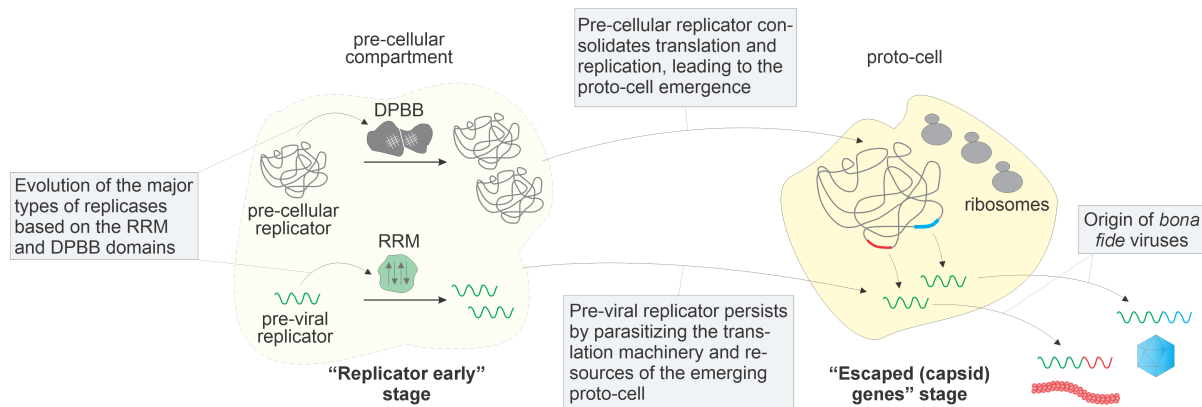 pre-cellular
compartment
DPBB
pre-cellular
replicator
RRM
pre-viral
replicator
“Replicator early”
stage
Evolution of the major
types of replicases
based on the RRM
and DPBB domains
Pre-cellular replicator con-
solidates translation and
replication, leading to the
proto-cell emergence
Pre-viral replicator persists
by parasitizing the trans-
lation machinery and re-
sources of the emerging
proto-cell
proto-cell
ribosomes
“Escaped (capsid)
genes” stage
Origin of bona
fide viruses